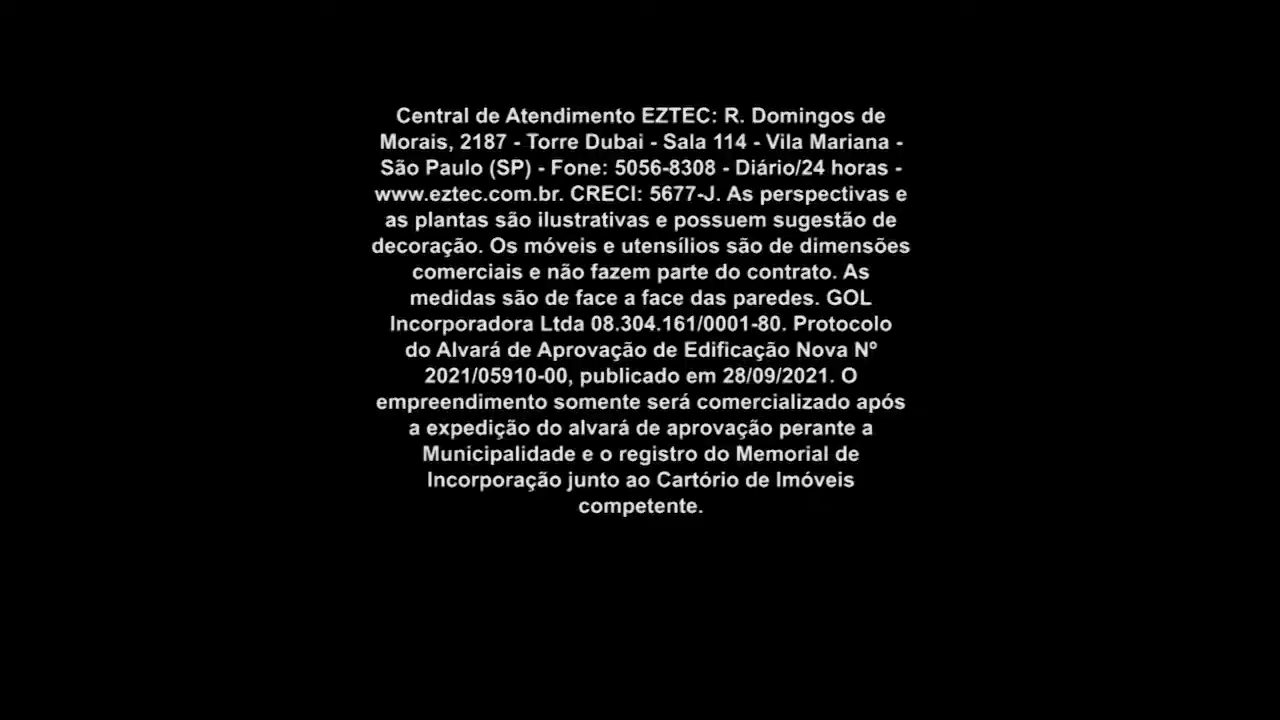 Central de Atendimento EZTEC: R. Domingos de
Morais, 2187 - Torre Dubai - Sala 114 - Vila Mariana -
São Paulo (SP) - Fone: 5056-8308 - Diário/24 horas -
www.eztec.com.br. CRECI: 5677-J. As perspectivas e
as plantas são ilustrativas e possuem sugestão de
decoração. Os móveis e utensílios são de dimensões
comerciais e não fazem parte do contrato. As
medidas são de face a face das paredes. GOL
Incorporadora Ltda 08.304.161/0001-80. Protocolo
do Alvará de Aprovação de Edificação Nova Nº
2021/05910-00, publicado em 28/09/2021. O
empreendimento somente será comercializado após
a expedição do alvará de aprovação perante a
Municipalidade e o registro do Memorial de
Incorporação junto ao Cartório de Imóveis
competente.